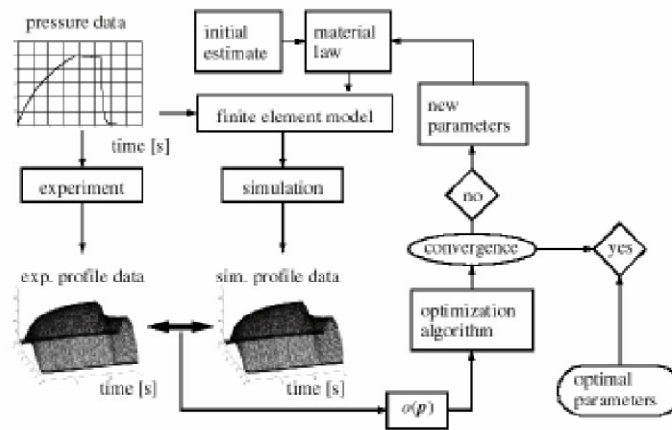 pressure data
initial
estimate
material
law
new
parameters
finite element model
time [s]
experiment
simulation
no
convergence
yes
exp. profile data
sim. profile data
optimization
algorithm
time [s]
time [s]
o(p)
optimal
parameters